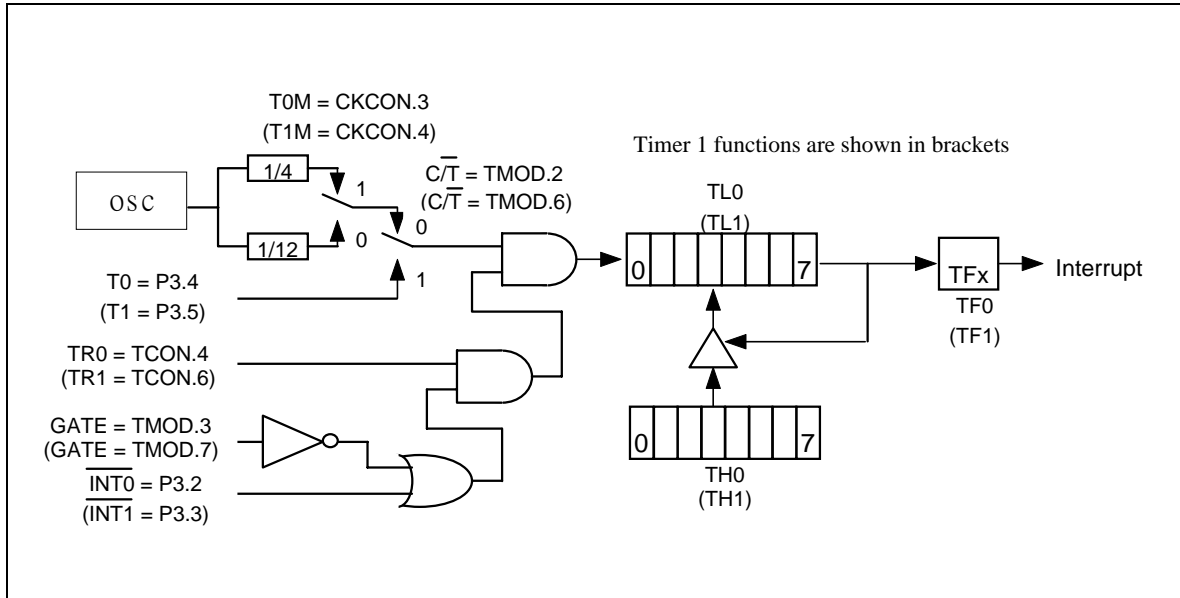 T0M = CKCON.3
(T1M = CKCON.4)
Timer 1 functions are shown in brackets
1/4
C/T̅ = TMOD.2
(C/T̅ = TMOD.6)
OSC
1
0
TL0
(TL1)
1/12
0
1
0
7
TFx
Interrupt
T0 = P3.4
(T1 = P3.5)
TF0
(TF1)
TR0 = TCON.4
(TR1 = TCON.6)
GATE = TMOD.3
(GATE = TMOD.7)
0
7
I̅N̅T̅0̅ = P3.2
(I̅N̅T̅1̅ = P3.3)
TH0
(TH1)